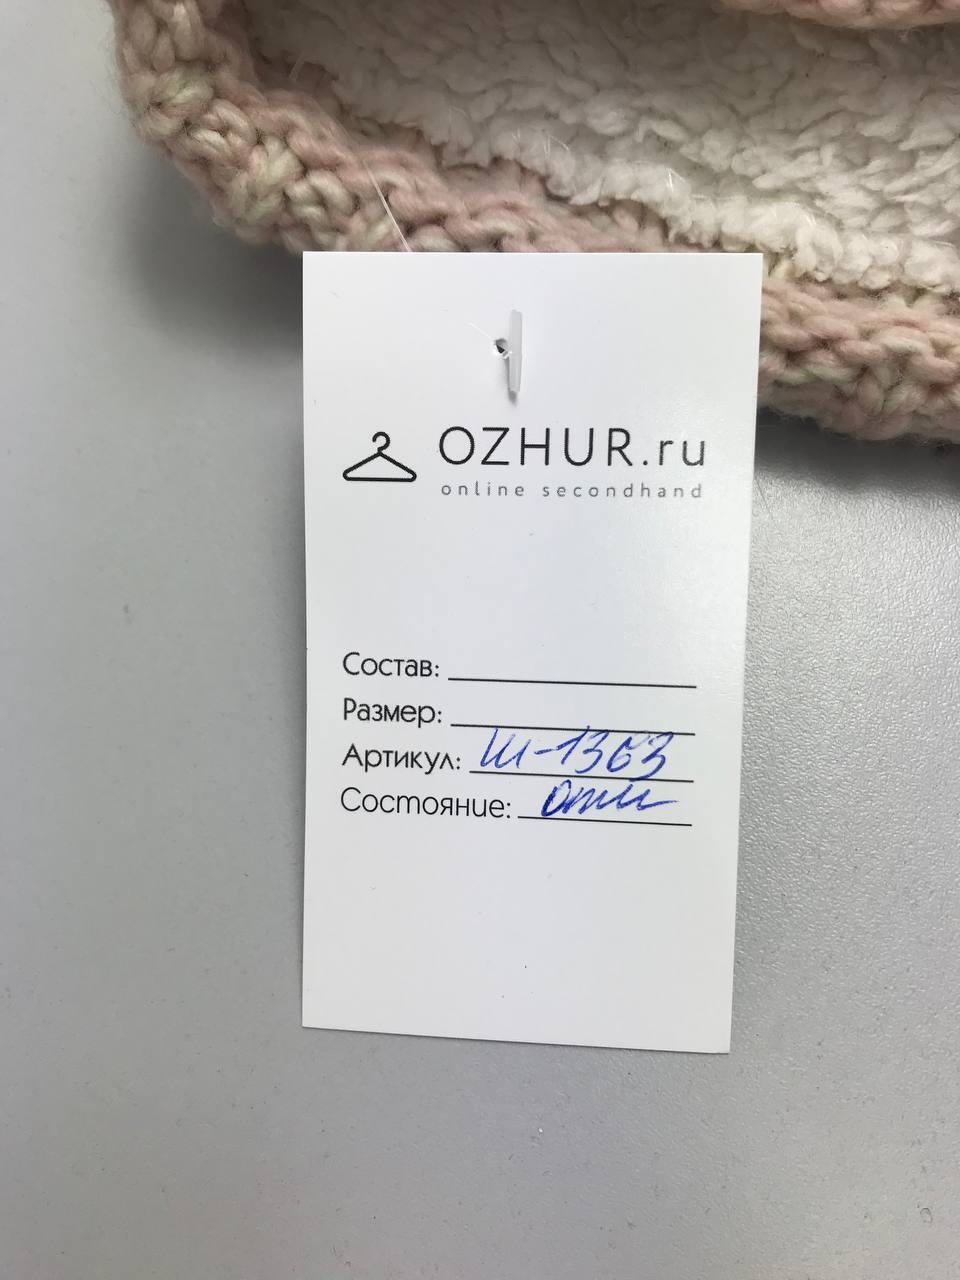 OZHUR.ru
online secondhand
Состав:
Размер:
Артикул: Ш-1363
Состояние: отл